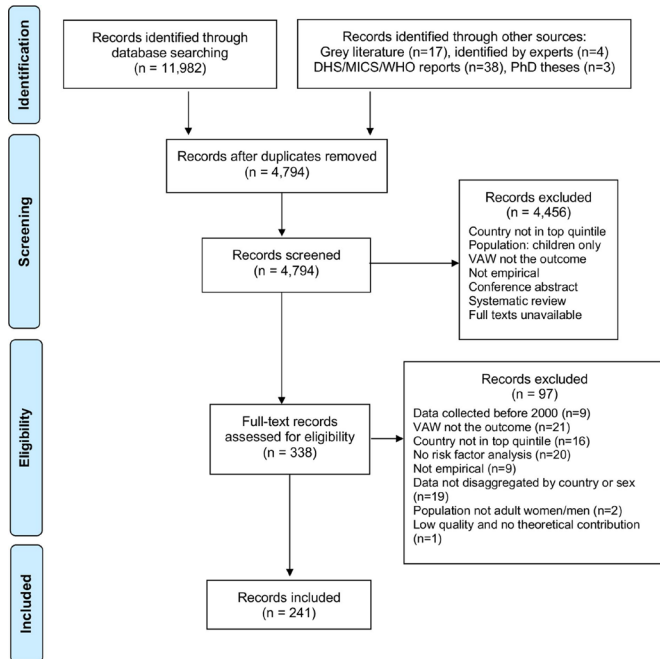 Identification
Records identified through
database searching
(n = 11,982)
Records identified through other sources:
Grey literature (n=17), identified by experts (n=4)
DHS/MICS/WHO reports (n=38), PhD theses (n=3)
Screening
Records after duplicates removed
(n = 4,794)
Records screened
(n = 4,794)
Records excluded
(n = 4,456)
Country not in top quintile
Population: children only
VAW not the outcome
Not empirical
Conference abstract
Systematic review
Full texts unavailable
Eligibility
Full-text records
assessed for eligibility
(n = 338)
Records excluded
(n = 97)
Data collected before 2000 (n=9)
VAW not the outcome (n=21)
Country not in top quintile (n=16)
No risk factor analysis (n=20)
Not empirical (n=9)
Data not disaggregated by country or sex
(n=19)
Population not adult women/men (n=2)
Low quality and no theoretical contribution
(n=1)
Included
Records included
(n = 241)